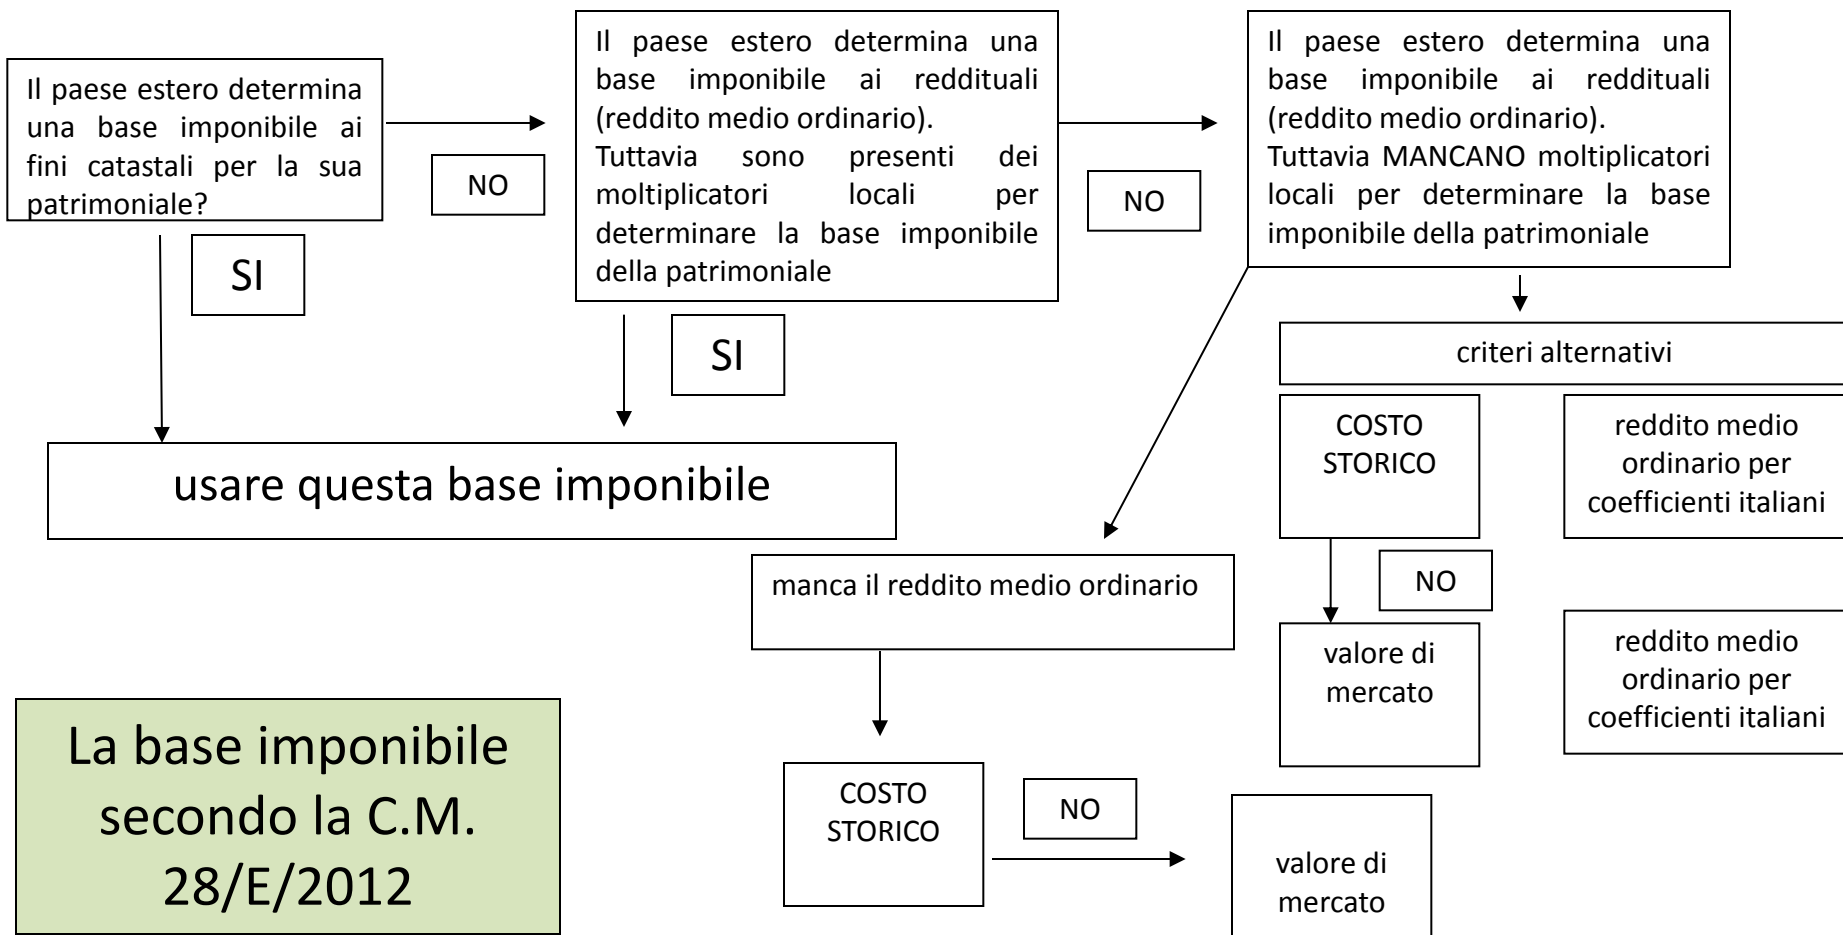 Il paese estero determina
una base imponibile ai
fini catastali per la sua
patrimoniale?
NO
SI
Il paese estero determina una
base imponibile ai reddituali
(reddito medio ordinario).
Tuttavia sono presenti dei
moltiplicatori locali per
determinare la base imponibile
della patrimoniale
NO
SI
Il paese estero determina una
base imponibile ai reddituali
(reddito medio ordinario).
Tuttavia MANCANO moltiplicatori
locali per determinare la base
imponibile della patrimoniale
usare questa base imponibile
criteri alternativi
COSTO
STORICO
reddito medio
ordinario per
coefficienti italiani
NO
valore di
mercato
reddito medio
ordinario per
coefficienti italiani
manca il reddito medio ordinario
COSTO
STORICO
NO
valore di
mercato
La base imponibile
secondo la C.M.
28/E/2012